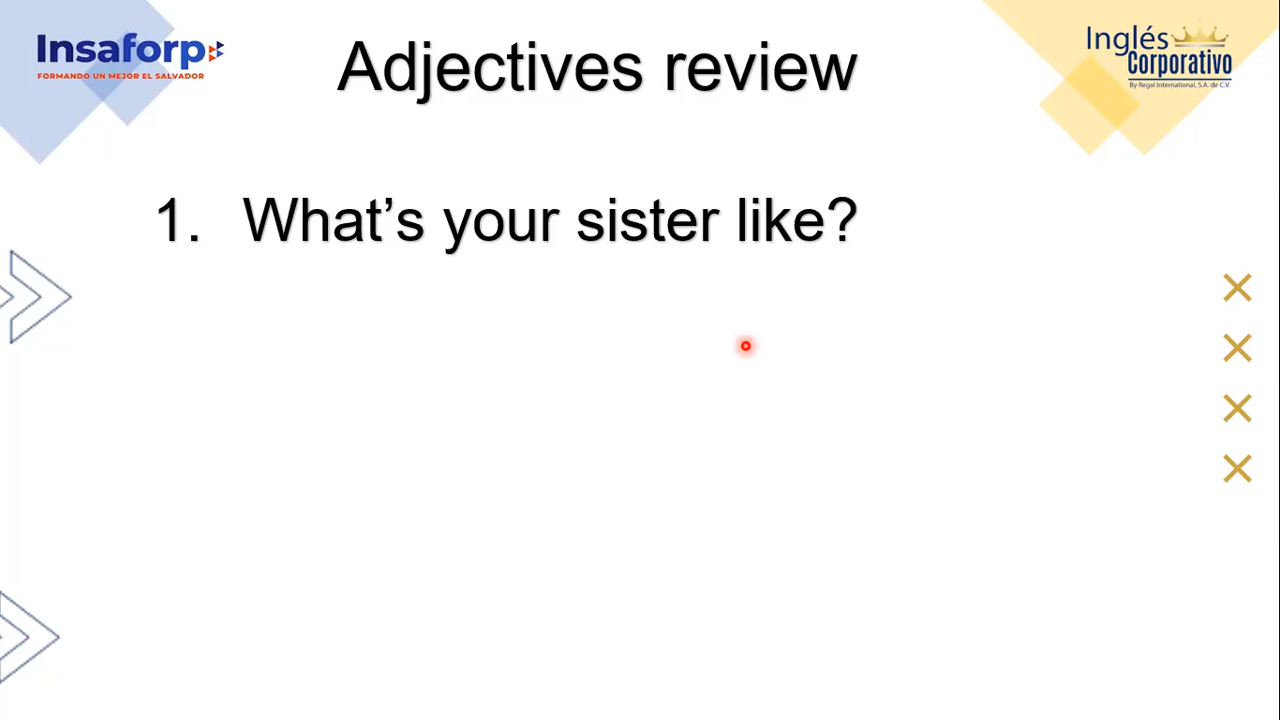 Insaforp
FORMANDO UN MEJOR EL SALVADOR
Adjectives review
Inglés
Corporativo
By Regal International, S.A. de C.V.
1. What’s your sister like?